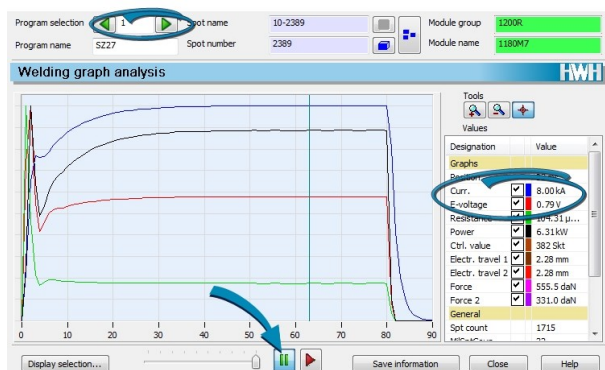 Program selection 1 Spot name 10-2389 Module group 1200R
Program name SZ27 Spot number 2389 Module name 1180M7
Welding graph analysis HWH
Tools
Values
Designation Value
Graphs
Position
Curr. 8.00 kA
E-voltage 0.79 V
Resistance 104.31 µ...
Power 6.31 kW
Ctrl. value 382 Skt
Electr. travel 1 2.28 mm
Electr. travel 2 2.28 mm
Force 555.5 daN
Force 2 331.0 daN
General
Spt count 1715
0 10 20 30 40 50 60 70 80 90
Display selection... Save information Close Help